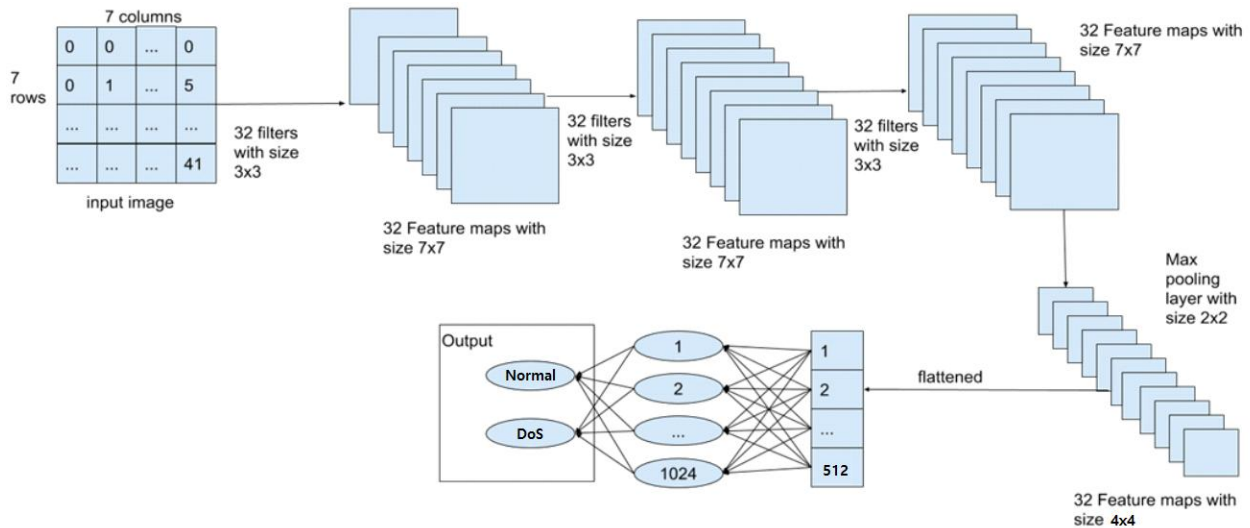 7 columns
7
rows
0 0 ... 0
0 1 ... 5
... ... ... ...
... ... ... 41
input image
32 filters
with size
3x3
32 Feature maps with
size 7x7
32 filters
with size
3x3
32 Feature maps with
size 7x7
32 filters
with size
3x3
32 Feature maps with
size 7x7
Max
pooling
layer with
size 2x2
32 Feature maps with
size 4x4
flattened
1
2
...
512
1
2
...
1024
Output
Normal
DoS